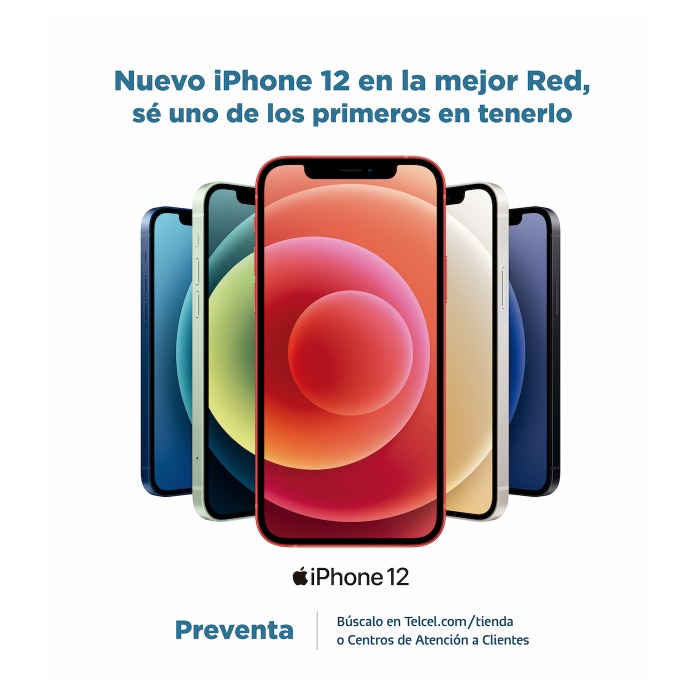 Nuevo iPhone 12 en la mejor Red,
sé uno de los primeros en tenerlo
iPhone 12
Preventa
Búscalo en Telcel.com/tienda
o Centros de Atención a Clientes